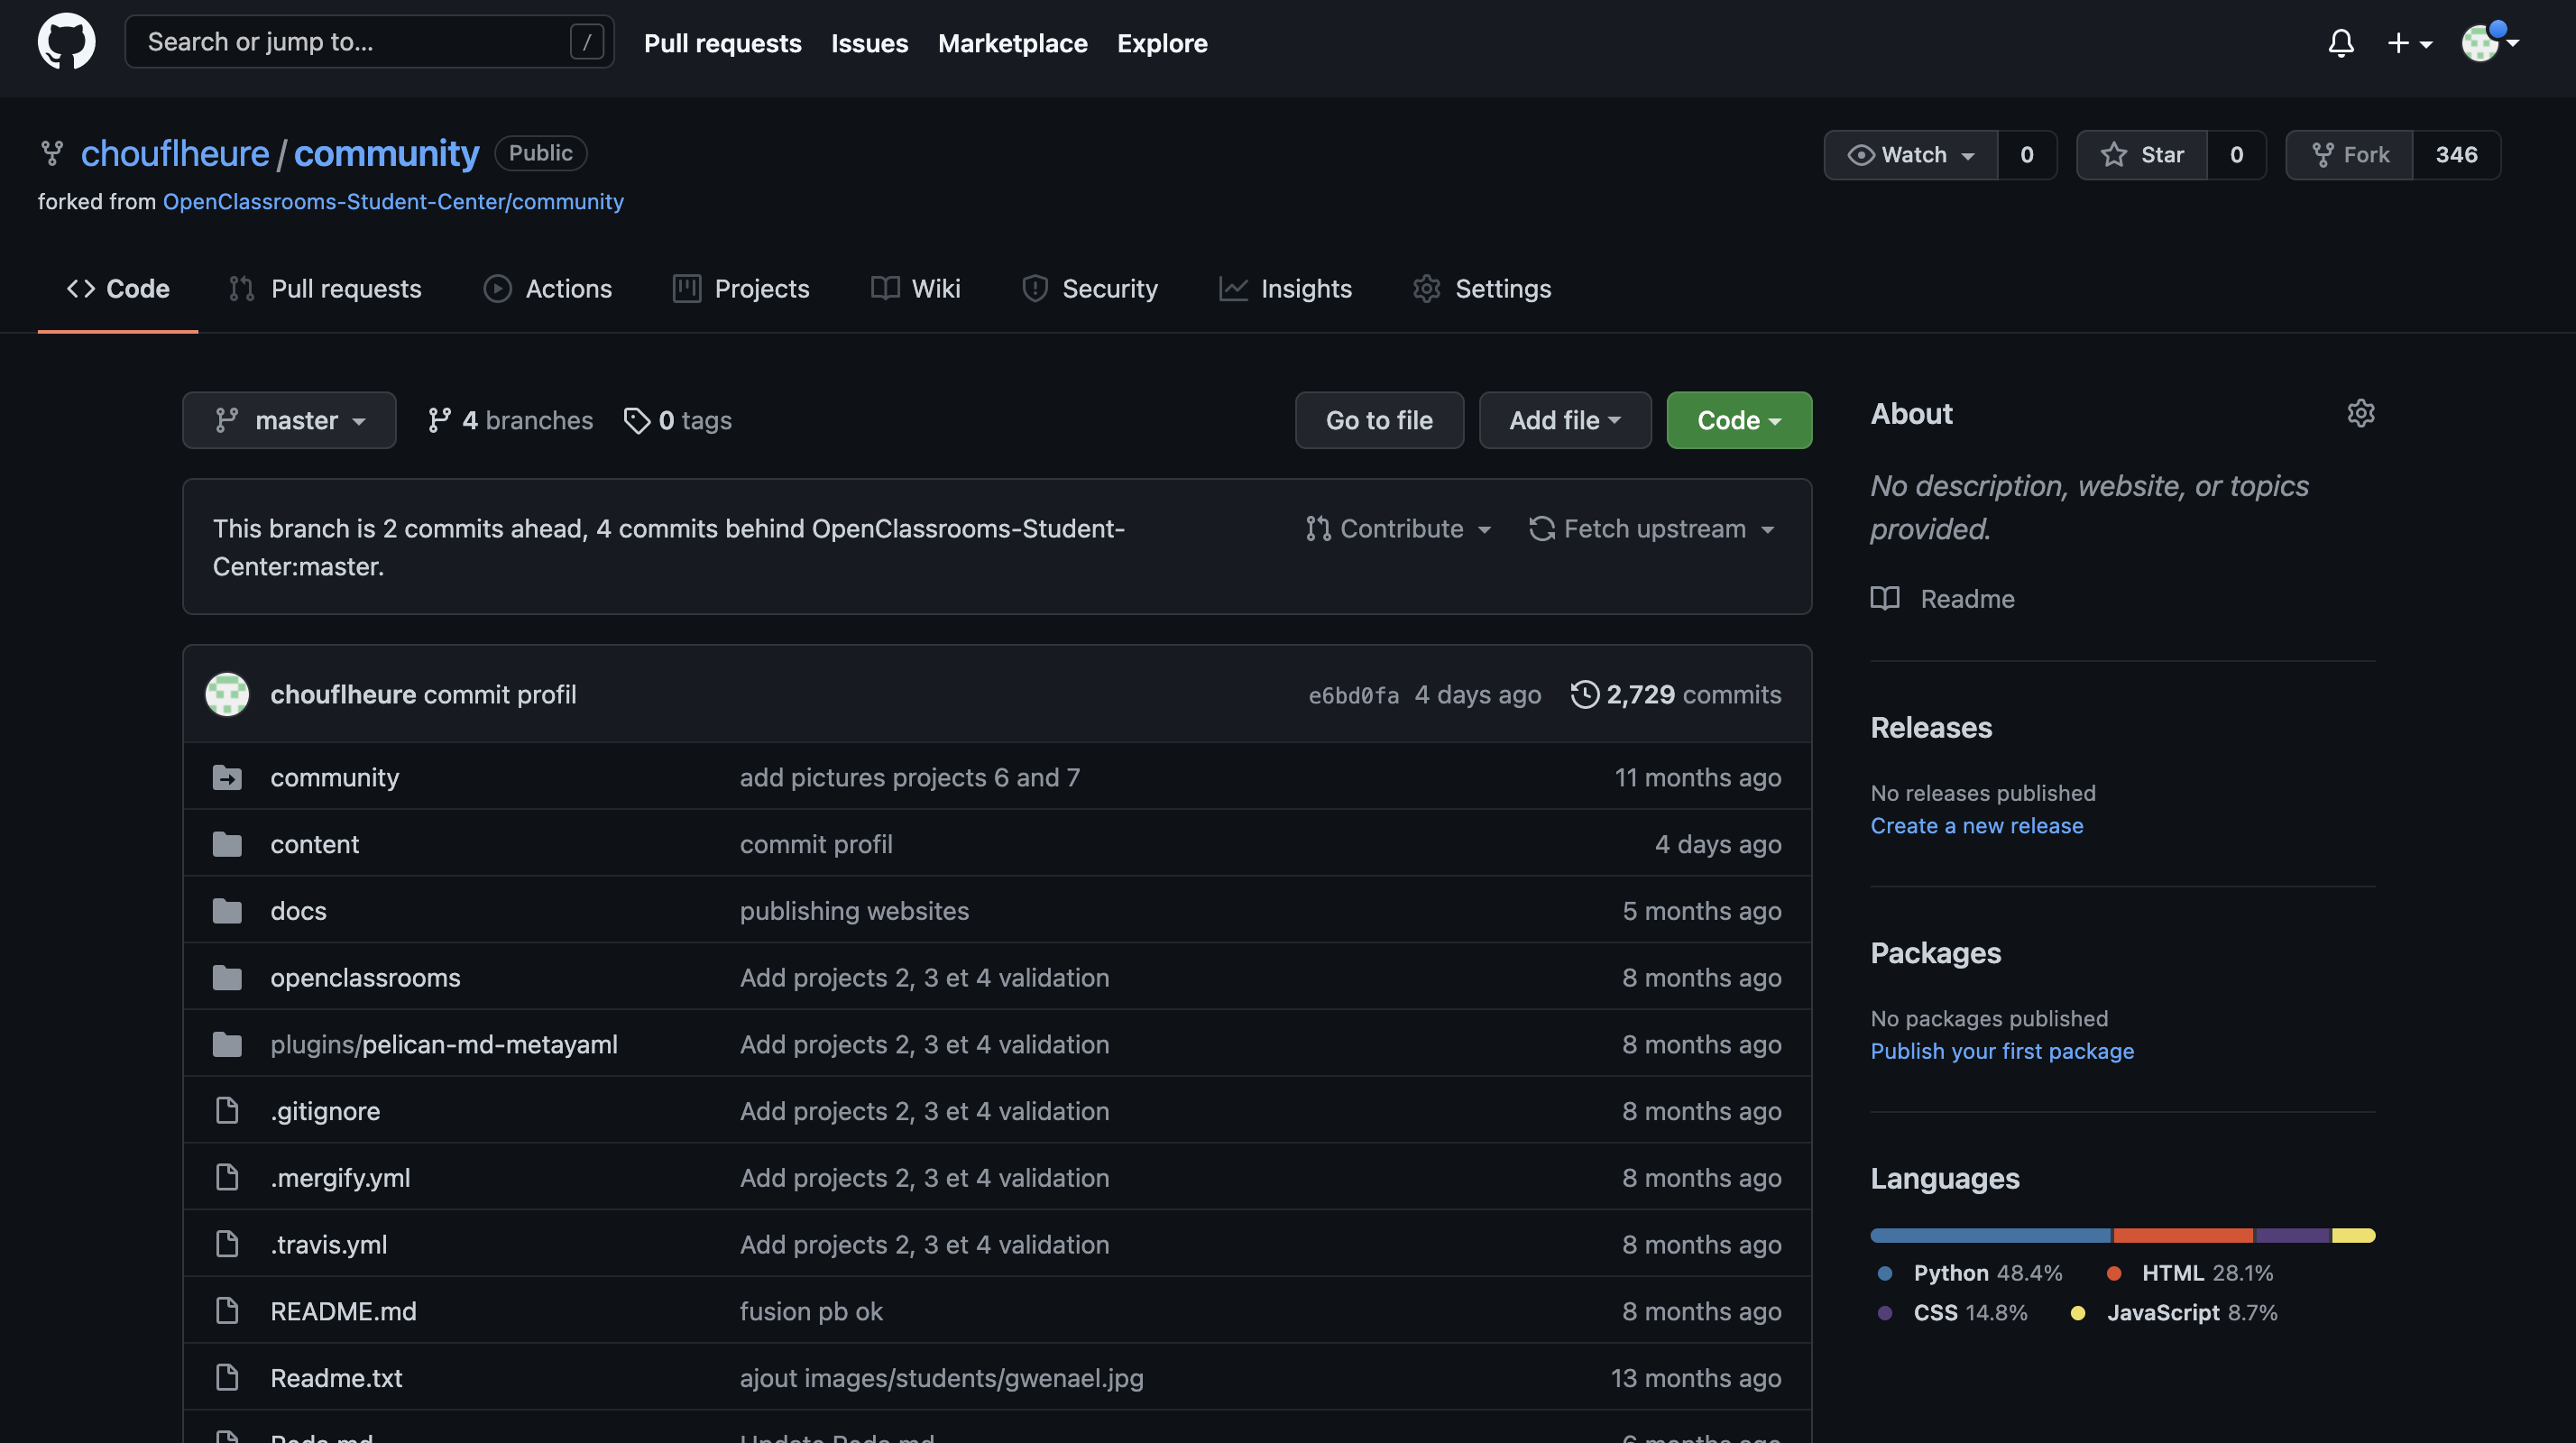 Search or jump to... /
Pull requests Issues Marketplace Explore
chouflheure / community Public
Watch 0 Star 0 Fork 346
forked from OpenClassrooms-Student-Center/community
Code Pull requests Actions Projects Wiki Security Insights Settings
master 4 branches 0 tags
Go to file Add file Code
This branch is 2 commits ahead, 4 commits behind OpenClassrooms-Student-
Center:master.
Contribute Fetch upstream
chouflheure commit profil e6bd0fa 4 days ago 2,729 commits
community add pictures projects 6 and 7 11 months ago
content commit profil 4 days ago
docs publishing websites 5 months ago
openclassrooms Add projects 2, 3 et 4 validation 8 months ago
plugins/pelican-md-metayaml Add projects 2, 3 et 4 validation 8 months ago
.gitignore Add projects 2, 3 et 4 validation 8 months ago
.mergify.yml Add projects 2, 3 et 4 validation 8 months ago
.travis.yml Add projects 2, 3 et 4 validation 8 months ago
README.md fusion pb ok 8 months ago
Readme.txt ajout images/students/gwenael.jpg 13 months ago
About
No description, website, or topics
provided.
Readme
Releases
No releases published
Create a new release
Packages
No packages published
Publish your first package
Languages
Python 48.4% HTML 28.1%
CSS 14.8% JavaScript 8.7%